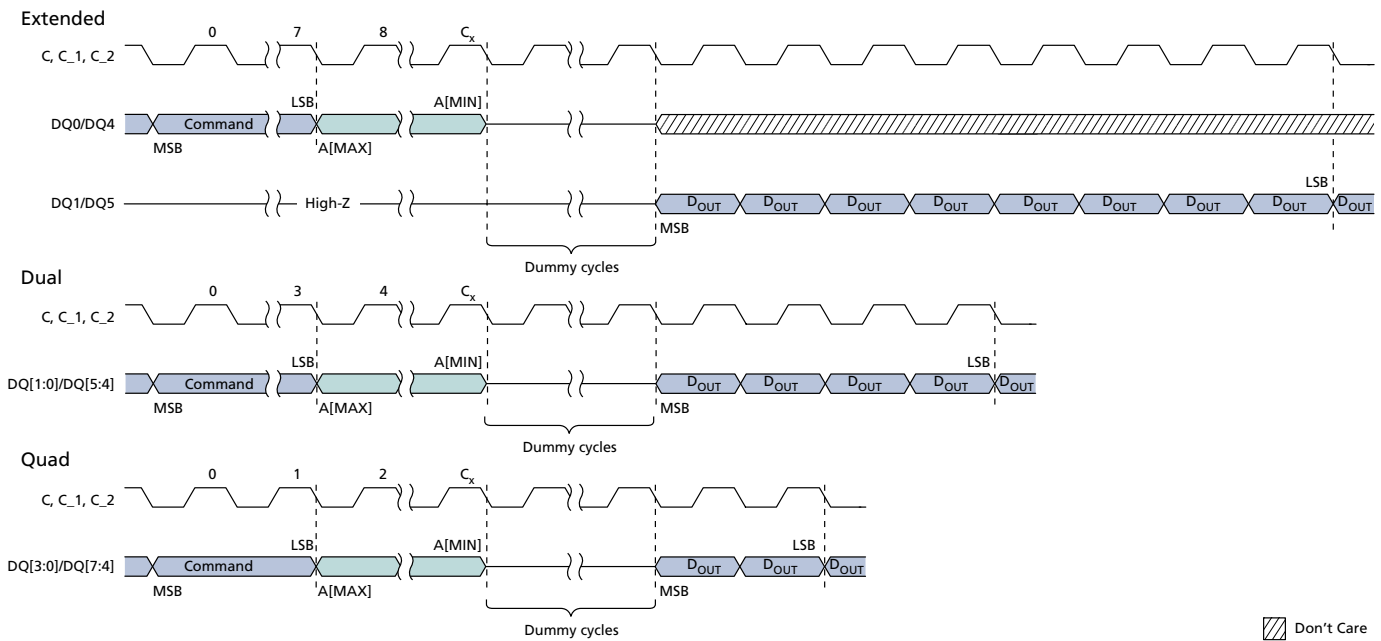 Extended
0 7 8 Cx
C, C_1, C_2
LSB A[MIN]
DQ0/DQ4 Command
MSB A[MAX]
LSB
DQ1/DQ5 High-Z DOUT DOUT DOUT DOUT DOUT DOUT DOUT DOUT DOUT
MSB
Dummy cycles
Dual
0 3 4 Cx
C, C_1, C_2
LSB A[MIN] LSB
DQ[1:0]/DQ[5:4] Command DOUT DOUT DOUT DOUT DOUT
MSB A[MAX] MSB
Dummy cycles
Quad
0 1 2 Cx
C, C_1, C_2
LSB A[MIN] LSB
DQ[3:0]/DQ[7:4] Command DOUT DOUT DOUT
MSB A[MAX] MSB
Dummy cycles
Don't Care